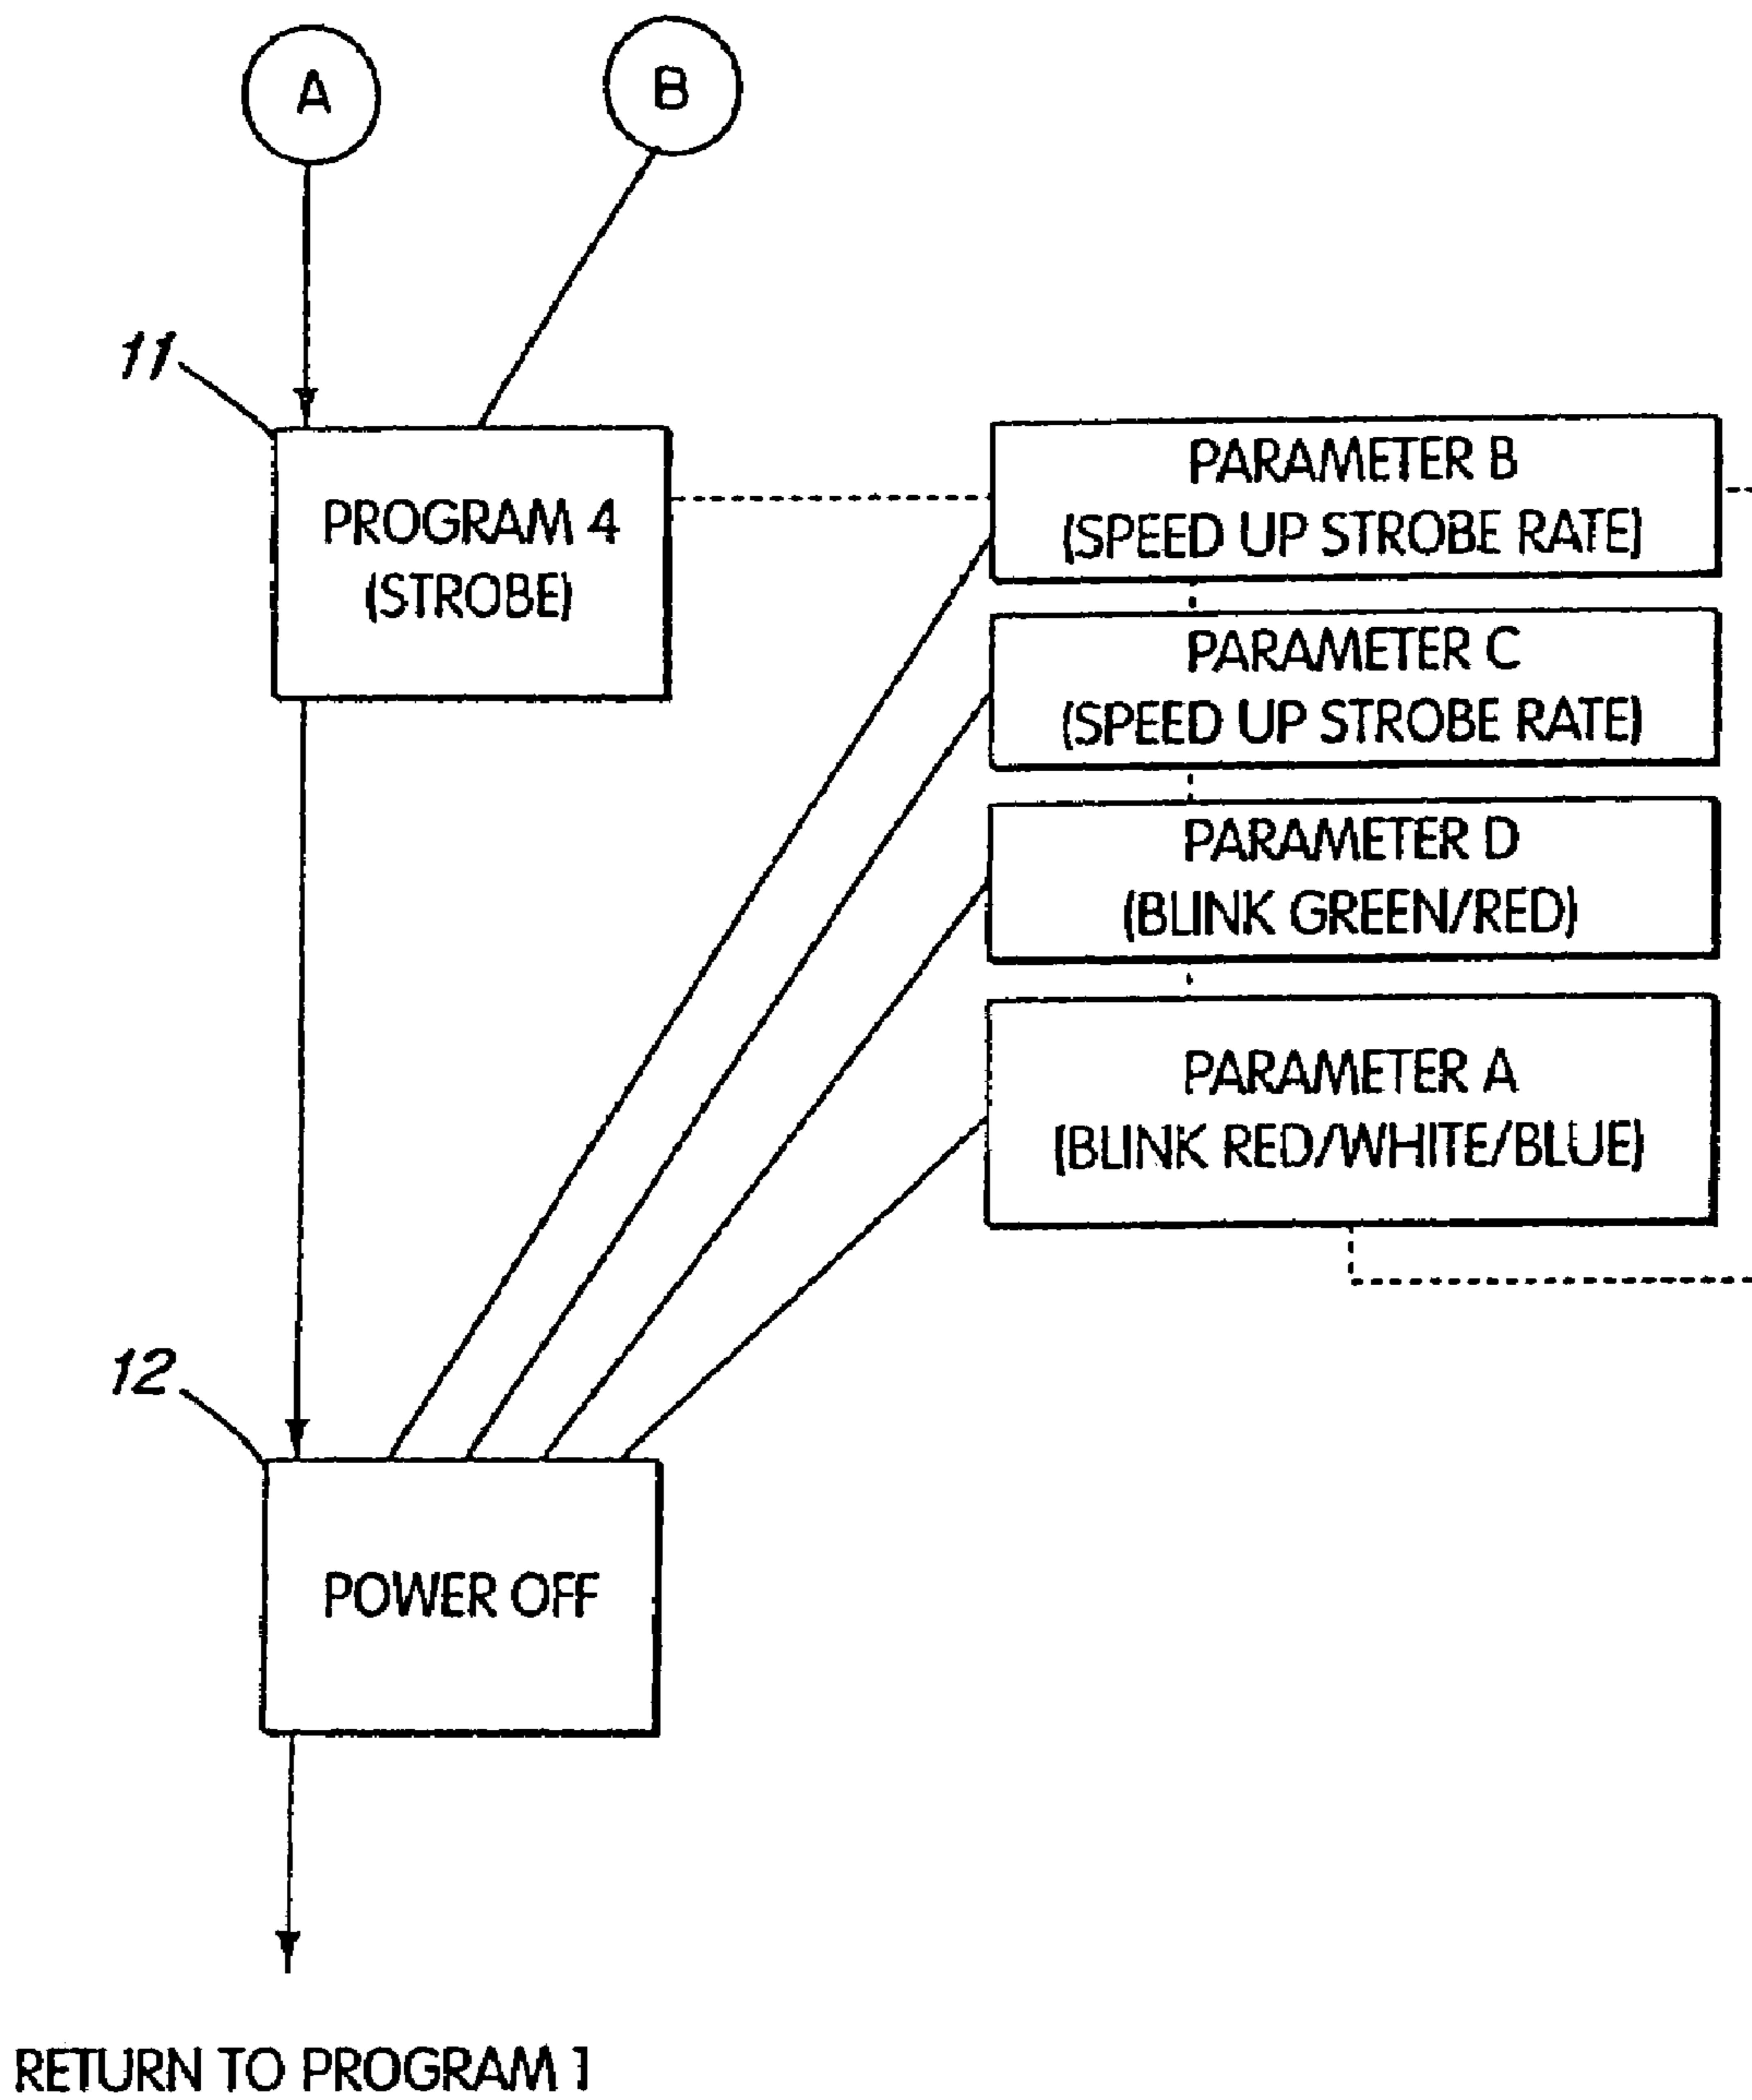 A
B
11
PROGRAM 4
(STROBE)
PARAMETER B
(SPEED UP STROBE RATE)
PARAMETER C
(SPEED UP STROBE RATE)
PARAMETER D
(BLINK GREEN/RED)
PARAMETER A
(BLINK RED/WHITE/BLUE)
12
POWER OFF
RETURN TO PROGRAM 1